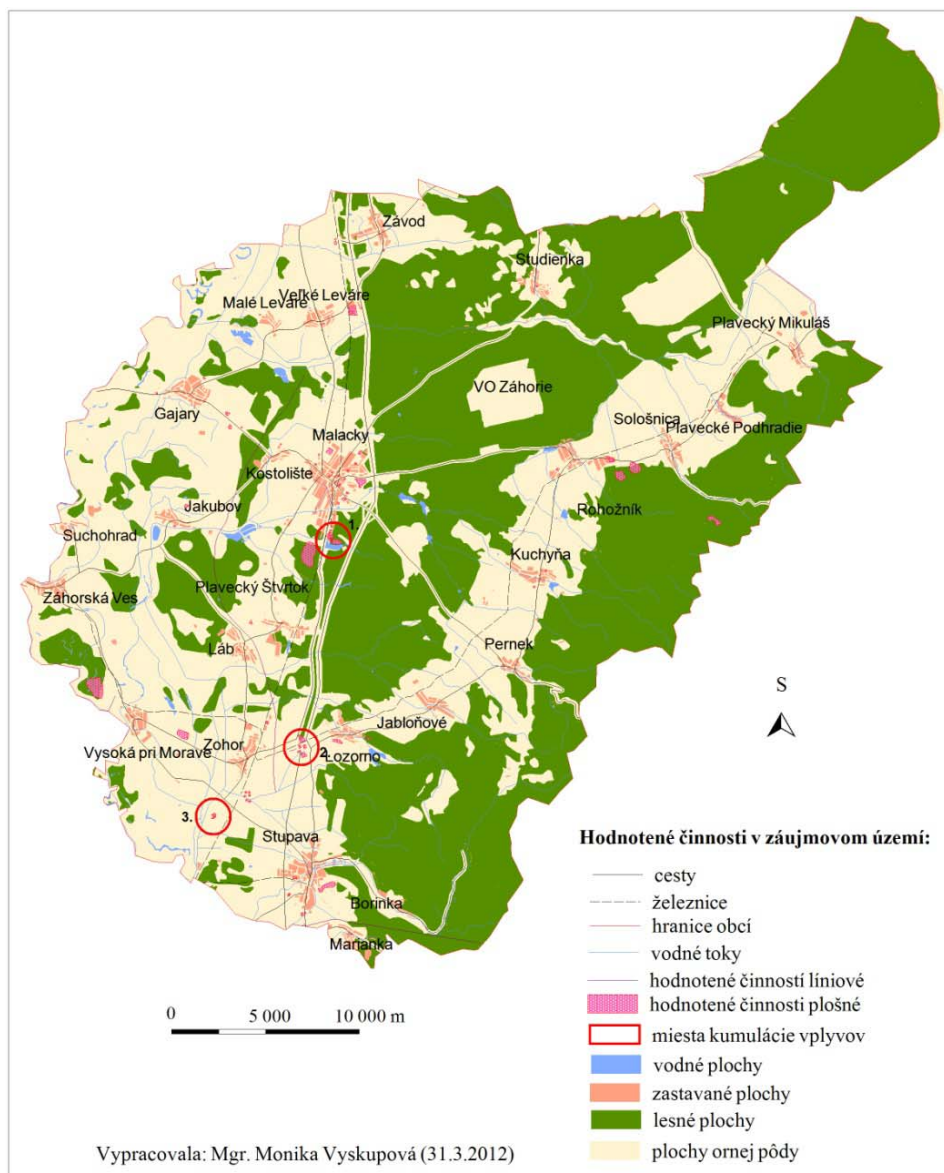 Závod
Studienka
Veľké Leváre
Malé Leváre
Plavecký Mikuláš
VO Záhorie
Gajary
Sološnica
Plavecké Podhradie
Malacky
Kostolište
Rohožník
Jakubov
1.
Suchohrad
Kuchyňa
Plavecký Štvrtok
Záhorská Ves
Láb
Pernek
S
Jabloňové
Vysoká pri Morave
Zohor
2.
Lozorno
3.
Stupava
Borinka
Marianka
0 5 000 10 000 m
Hodnotené činnosti v záujmovom území:
cesty
železnice
hranice obcí
vodné toky
hodnotené činností líniové
hodnotené činnosti plošné
miesta kumulácie vplyvov
vodné plochy
zastavané plochy
lesné plochy
plochy ornej pôdy
Vypracovala: Mgr. Monika Vyskupová (31.3.2012)